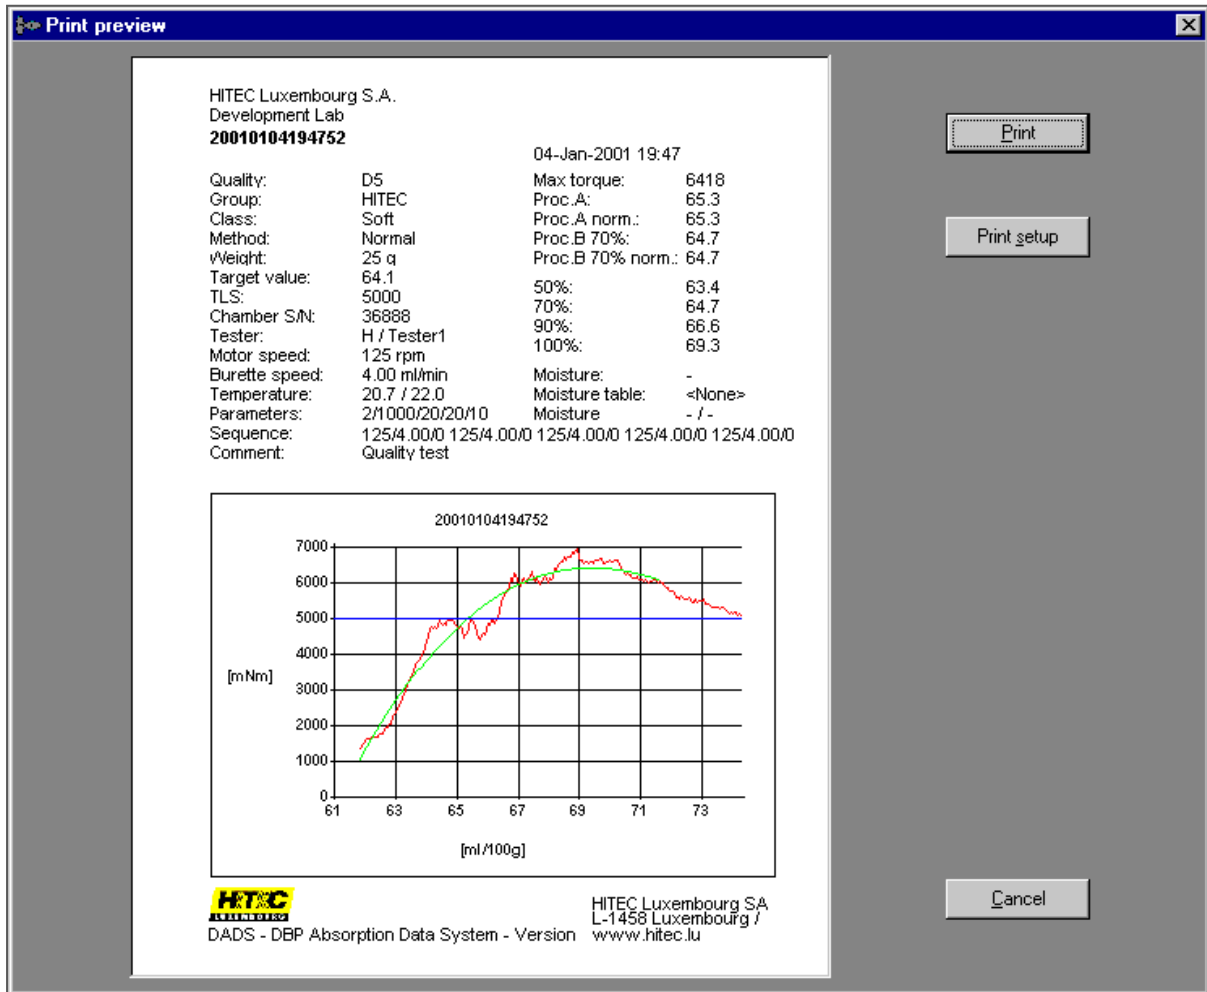 Print preview
HITEC Luxembourg S.A.
Development Lab
20010104194752
04-Jan-2001 19:47
Quality: D5 Max torque: 6418
Group: HITEC Proc.A: 65.3
Class: Soft Proc.A norm.: 65.3
Method: Normal Proc.B 70%: 64.7
Weight: 25 g Proc.B 70% norm.: 64.7
Target value: 64.1
TLS: 5000 50%: 63.4
Chamber S/N: 36888 70%: 64.7
Tester: H / Tester1 90%: 66.6
Motor speed: 125 rpm 100%: 69.3
Burette speed: 4.00 ml/min Moisture: -
Temperature: 20.7 / 22.0 Moisture table: <None>
Parameters: 2/1000/20/20/10 Moisture - / -
Sequence: 125/4.00/0 125/4.00/0 125/4.00/0 125/4.00/0 125/4.00/0
Comment: Quality test
20010104194752
7000
6000
5000
4000
[mNm]
3000
2000
1000
0
61 63 65 67 69 71 73
[ml/100g]
HITEC
LUXEMBOURG
HITEC Luxembourg SA
L-1458 Luxembourg /
DADS - DBP Absorption Data System - Version www.hitec.lu
Print
Print setup
Cancel